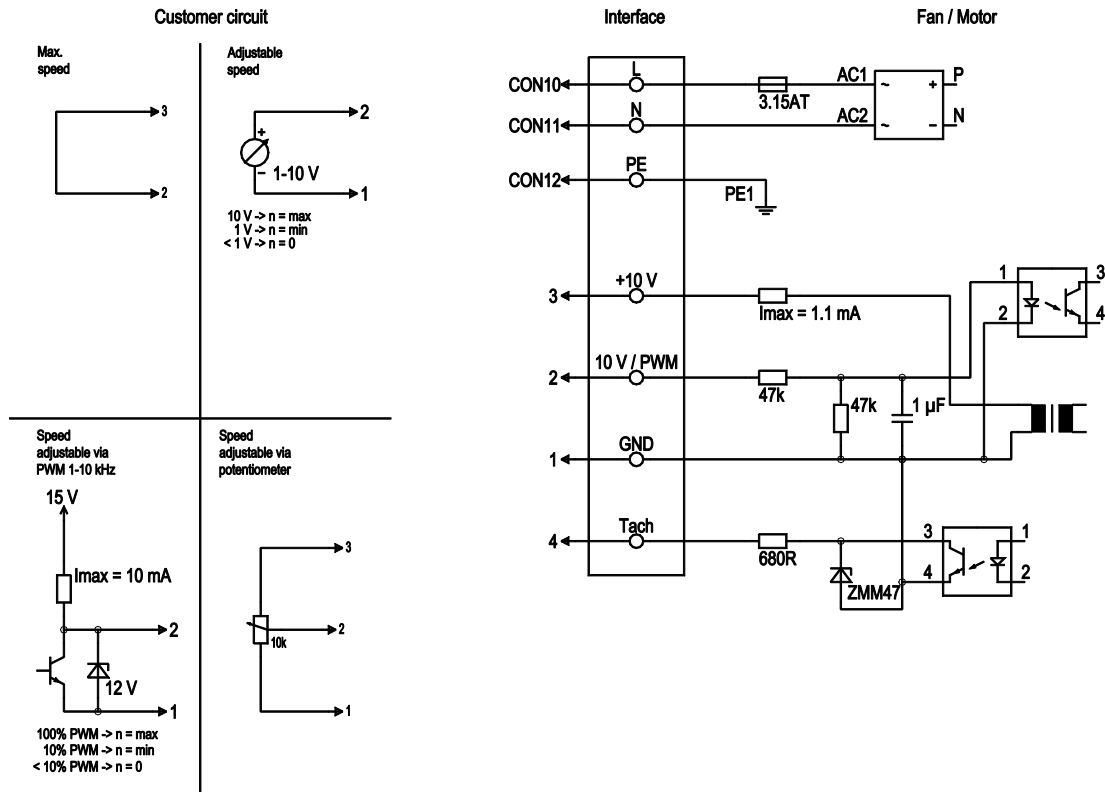 Customer circuit
Interface
Fan / Motor
Max.
speed
3
2
Adjustable
speed
2
+
1-10 V
−
1
10 V -> n = max
1 V -> n = min
< 1 V -> n = 0
Speed
adjustable via
PWM 1-10 kHz
15 V
Imax = 10 mA
2
12 V
1
100% PWM -> n = max
10% PWM -> n = min
< 10% PWM -> n = 0
Speed
adjustable via
potentiometer
3
2
10k
1
L
CON10
3.15AT
AC1
~
+
P
N
CON11
AC2
~
−
N
PE
CON12
PE1
+10 V
3
Imax = 1.1 mA
1
3
2
4
10 V / PWM
2
47k
47k
1 µF
GND
1
Tach
4
680R
3
1
4
2
ZMM47